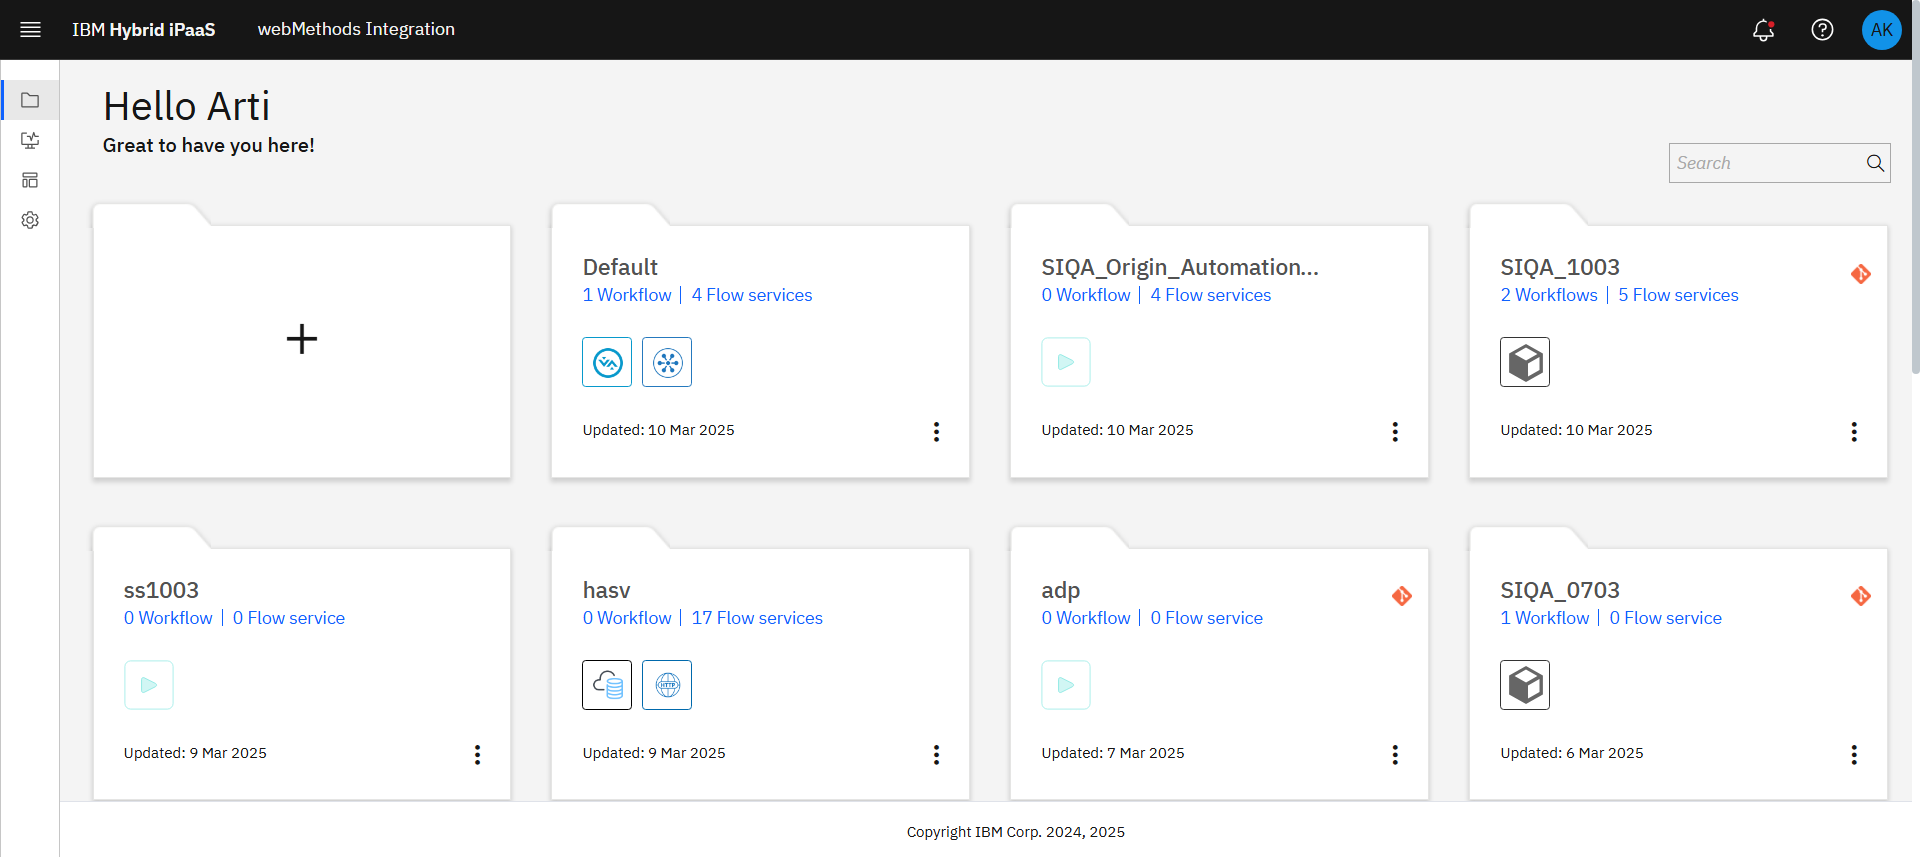 IBM Hybrid iPaaS
webMethods Integration
AK
Hello Arti
Great to have you here!
Search
Default
1 Workflow | 4 Flow services
Updated: 10 Mar 2025
SIQA_Origin_Automation...
0 Workflow | 4 Flow services
Updated: 10 Mar 2025
SIQA_1003
2 Workflows | 5 Flow services
Updated: 10 Mar 2025
ss1003
0 Workflow | 0 Flow service
Updated: 9 Mar 2025
hasv
0 Workflow | 17 Flow services
HTTP
Updated: 9 Mar 2025
adp
0 Workflow | 0 Flow service
Updated: 7 Mar 2025
SIQA_0703
1 Workflow | 0 Flow service
Updated: 6 Mar 2025
Copyright IBM Corp. 2024, 2025